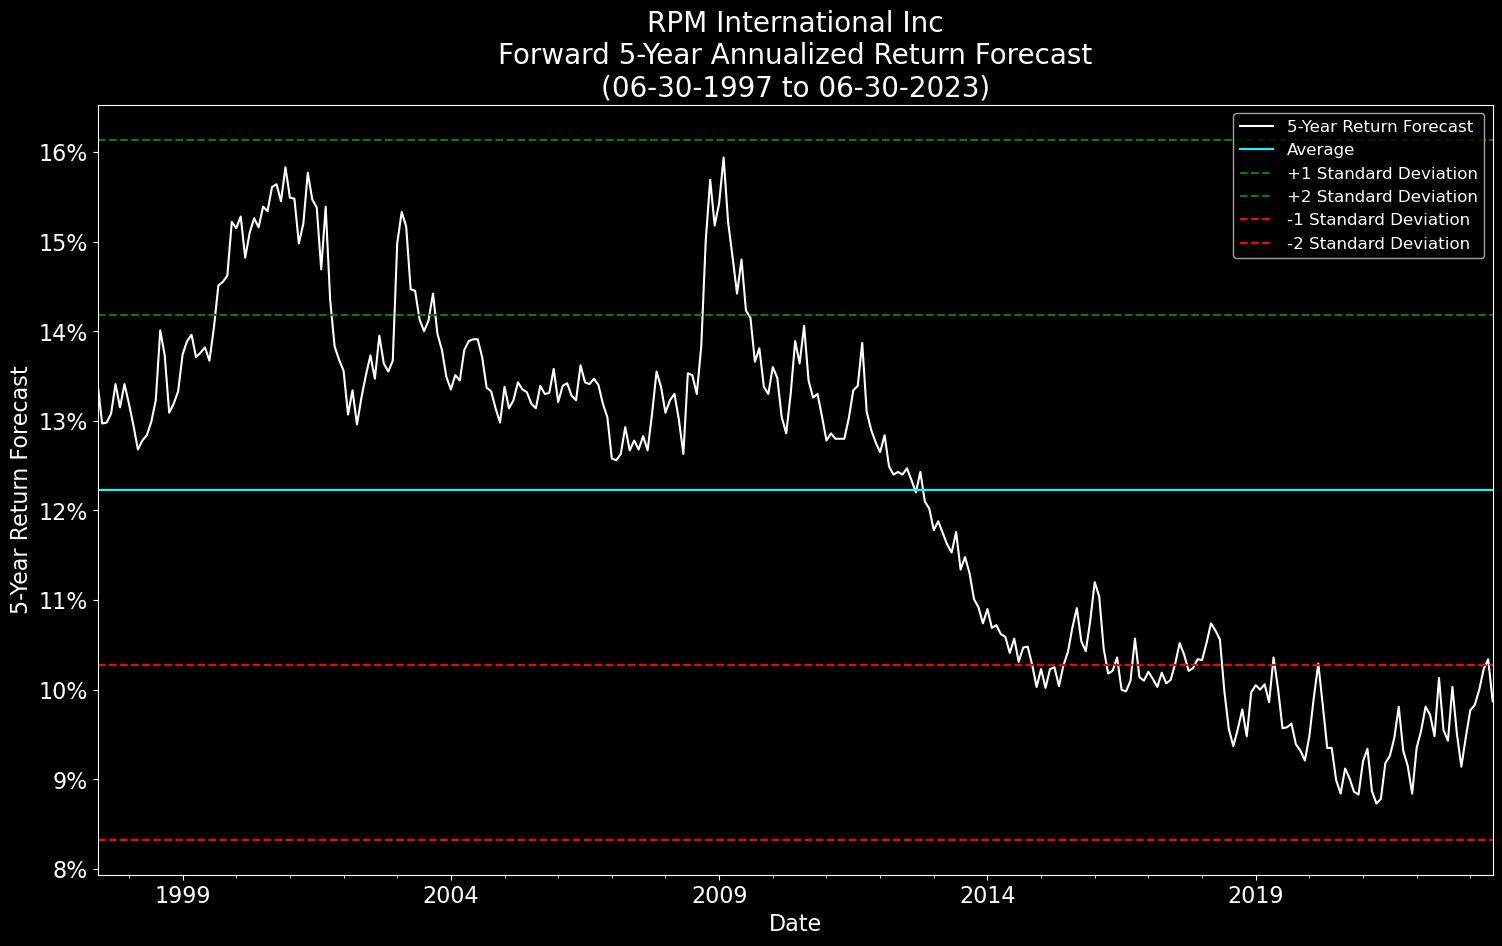 RPM International Inc
Forward 5-Year Annualized Return Forecast
(06-30-1997 to 06-30-2023)
5-Year Return Forecast
Average
+1 Standard Deviation
+2 Standard Deviation
-1 Standard Deviation
-2 Standard Deviation
16%
15%
14%
13%
12%
11%
10%
9%
8%
5-Year Return Forecast
1999 2004 2009 2014 2019
Date